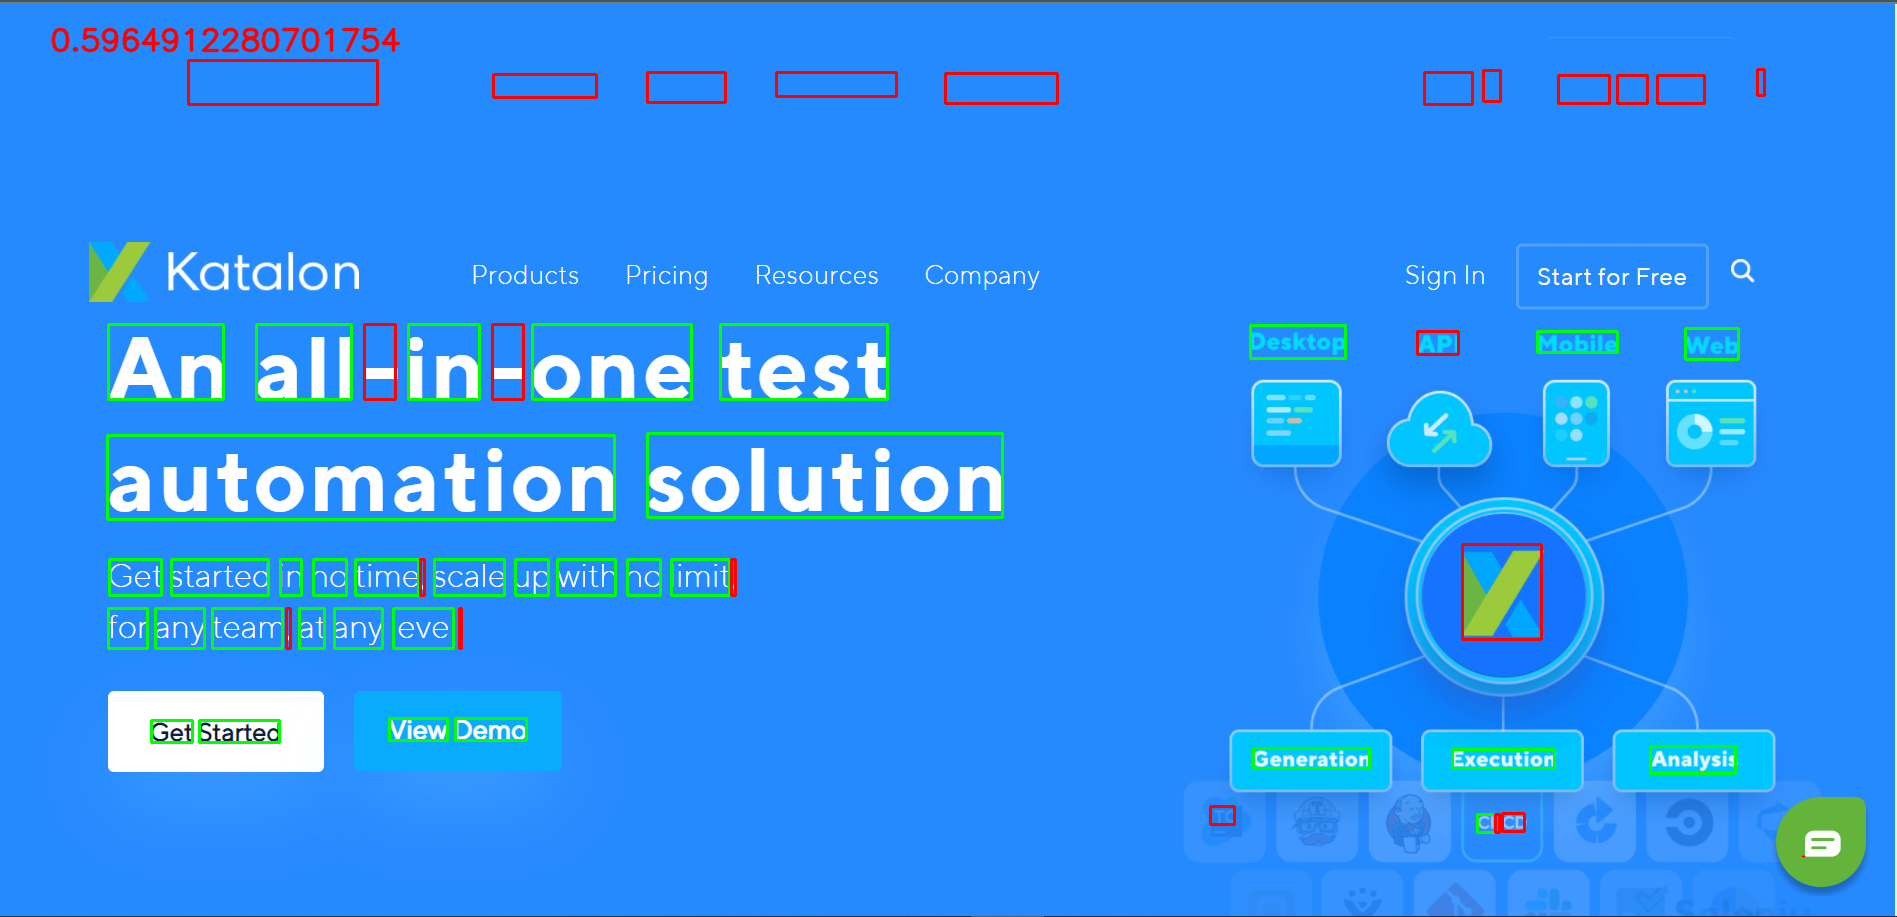 0.5964912280701754
Katalon Products Pricing Resources Company Sign In Start for Free
An all-in-one test
automation solution
Desktop API Mobile Web
Get started in no time, scale up with no limit,
for any team, at any level
Get Started View Demo
Generation Execution Analysis
CI/CD